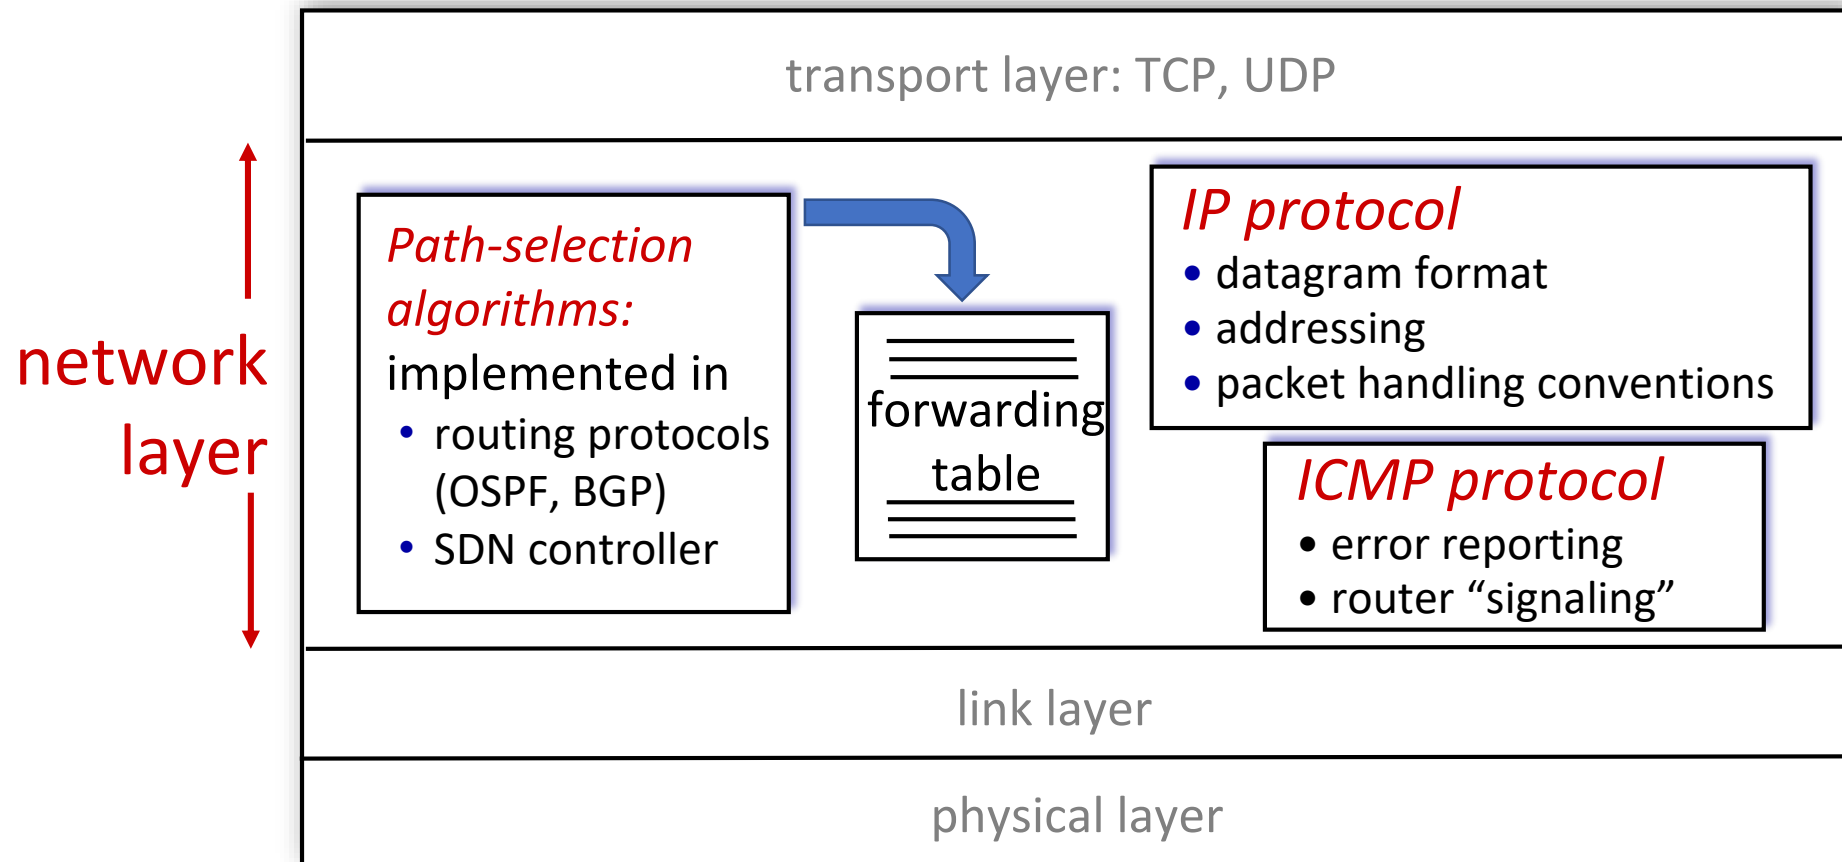 transport layer: TCP, UDP
network
layer
Path-selection
algorithms:
implemented in
• routing protocols
(OSPF, BGP)
• SDN controller
forwarding
table
IP protocol
• datagram format
• addressing
• packet handling conventions
ICMP protocol
• error reporting
• router “signaling”
link layer
physical layer